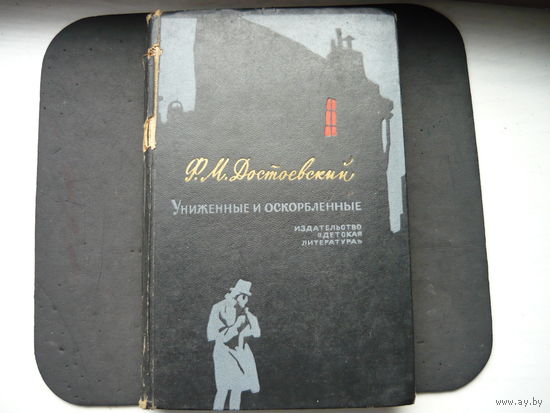 Ф. М. Достоевский
Униженные и оскорбленные
ИЗДАТЕЛЬСТВО
«ДЕТСКАЯ
ЛИТЕРАТУРА»
www.ay.by